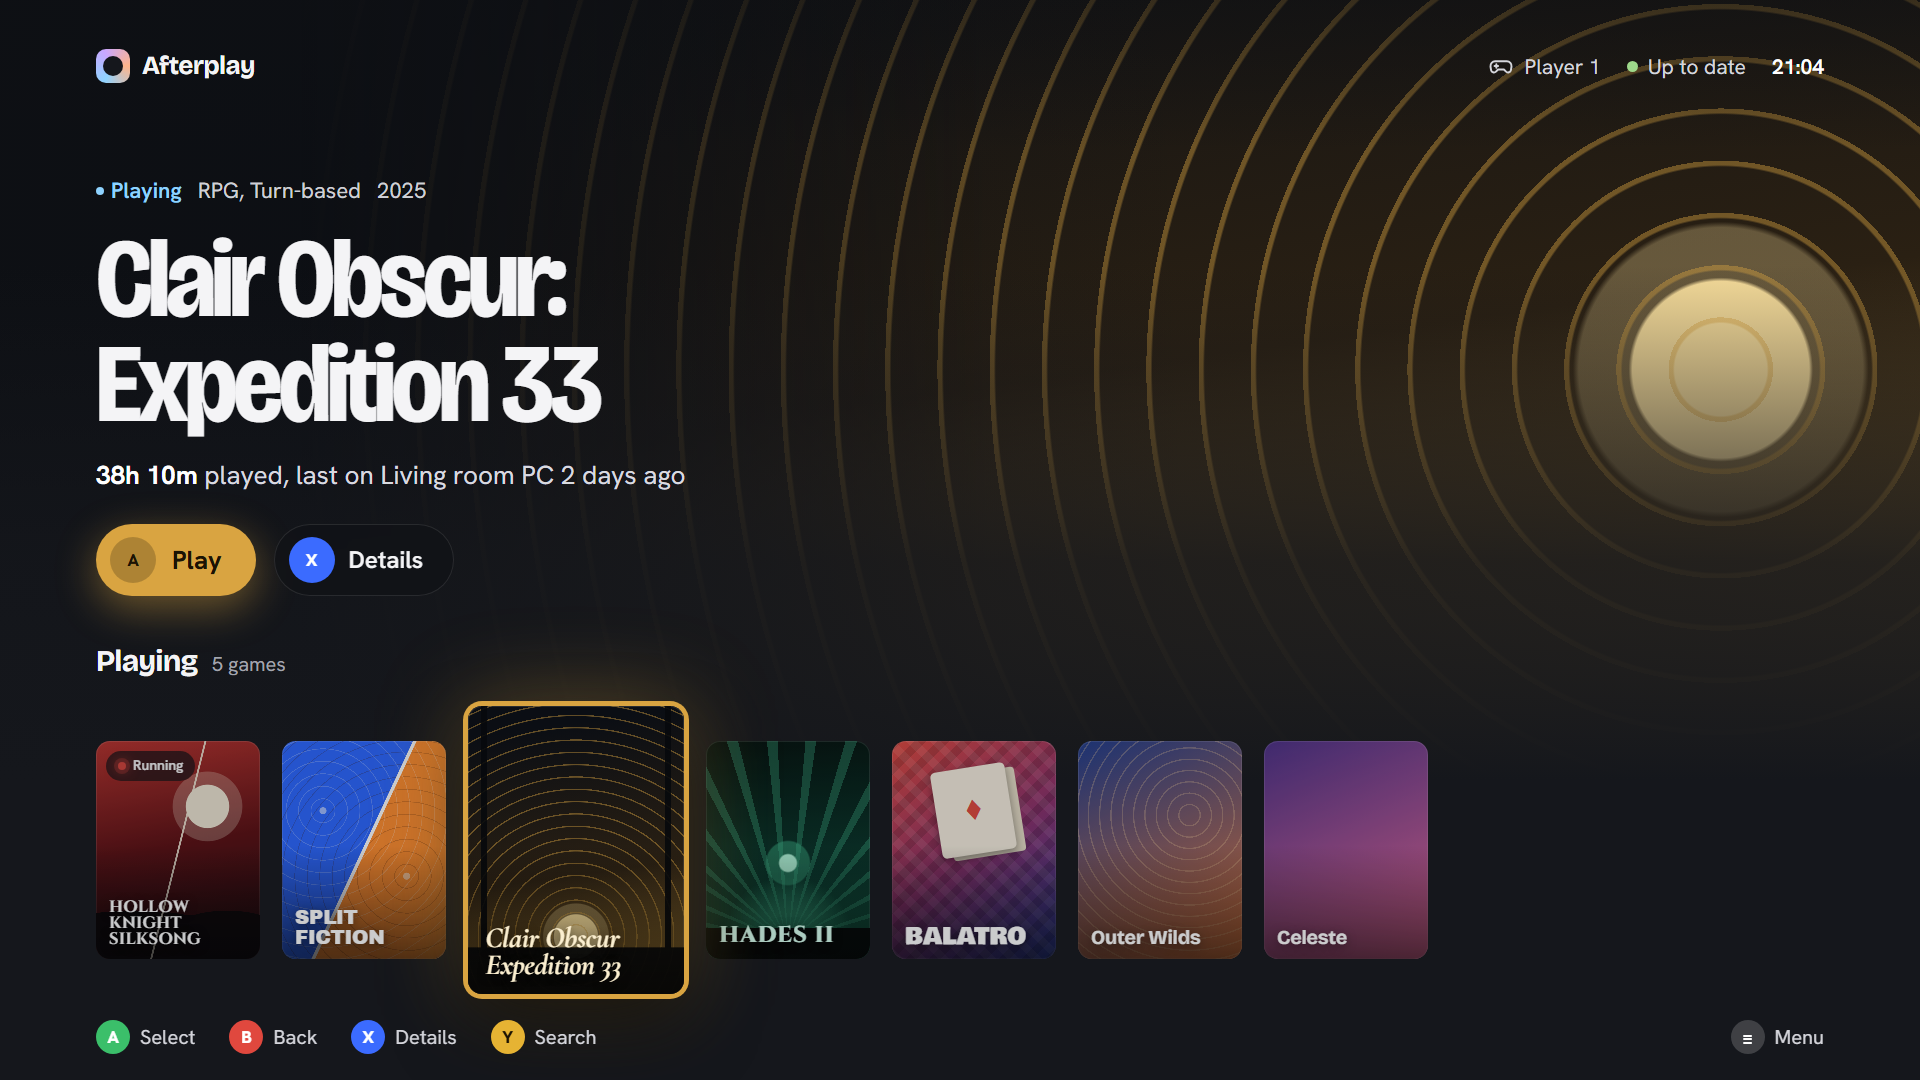 Afterplay
Player 1
Up to date
21:04
Playing RPG, Turn-based 2025
Clair Obscur:
Expedition 33
38h 10m played, last on Living room PC 2 days ago
A Play
X Details
Playing 5 games
Running
HOLLOW
KNIGHT
SILKSONG
SPLIT
FICTION
Clair Obscur
Expedition 33
HADES II
BALATRO
Outer Wilds
Celeste
A Select
B Back
X Details
Y Search
Menu